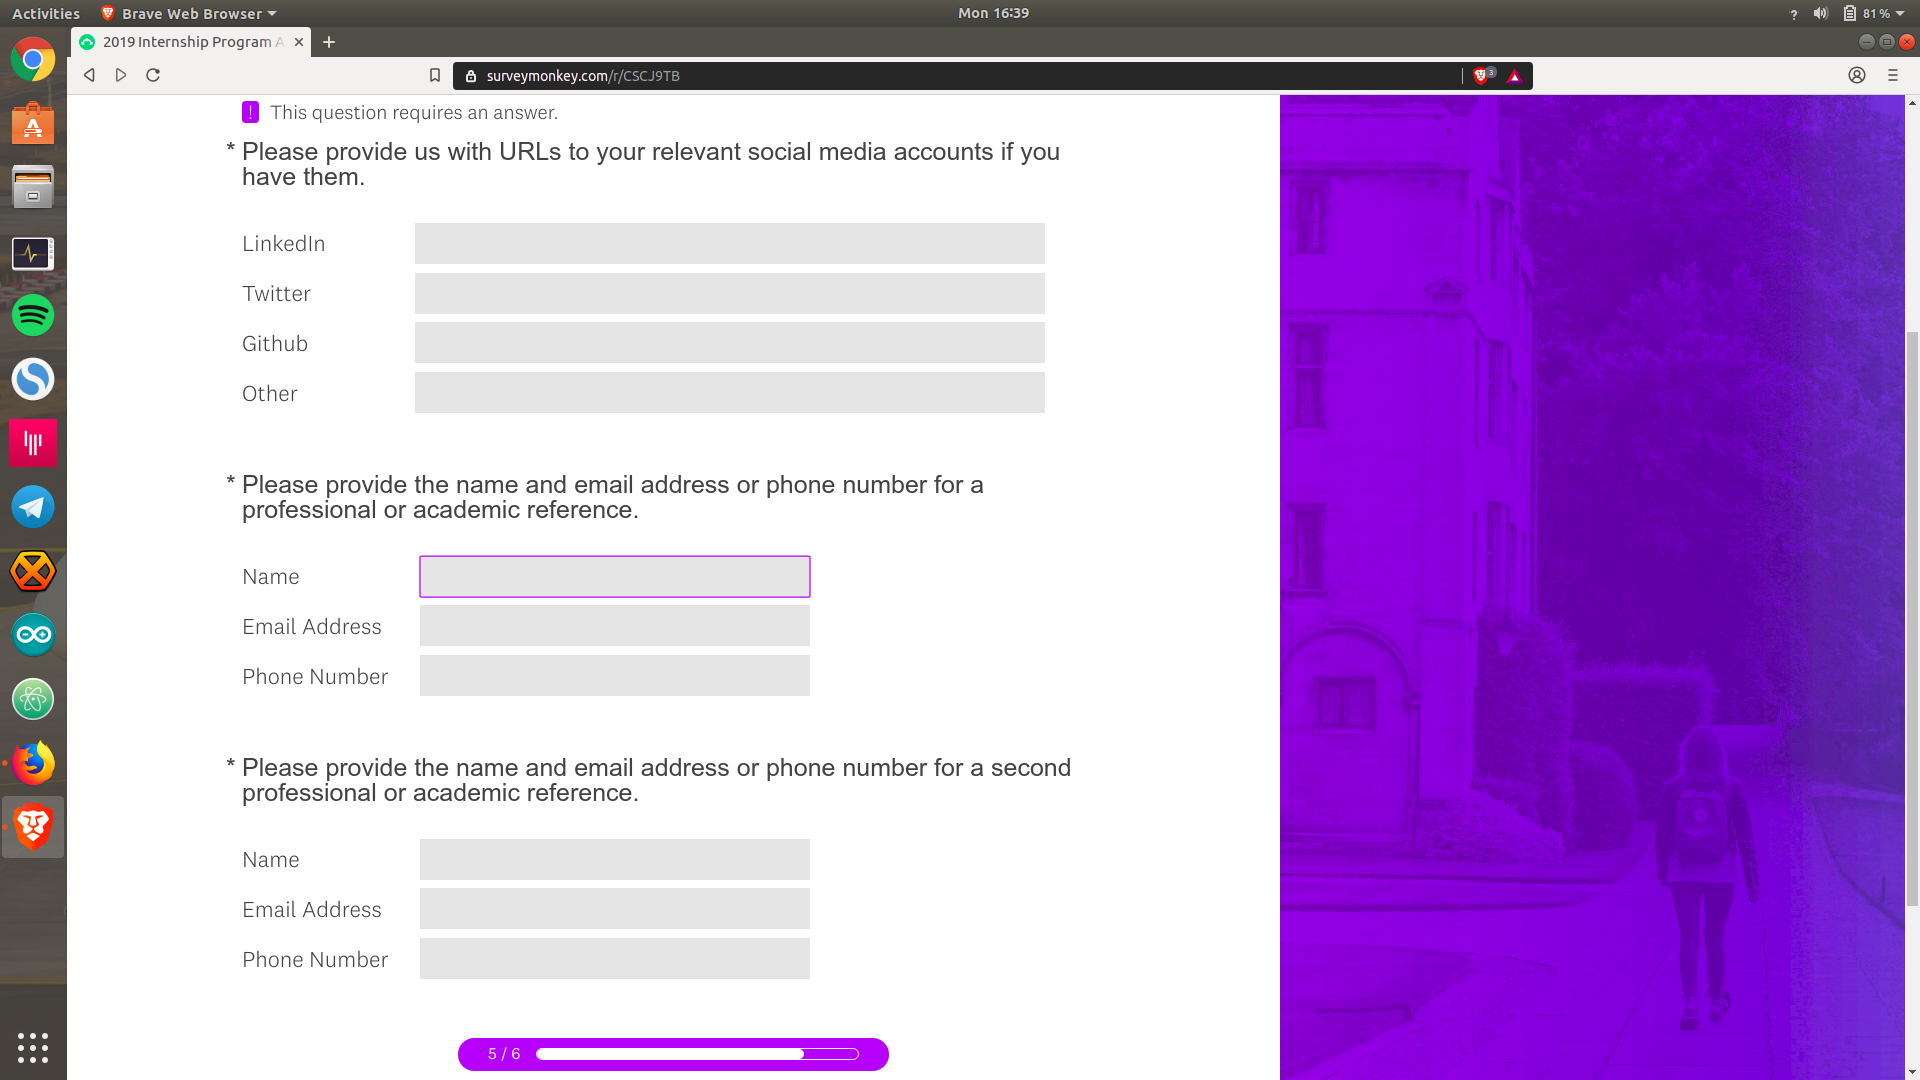 Activities
Brave Web Browser
Mon 16:39
81 %
2019 Internship Program A
surveymonkey.com/r/CSCJ9TB
3
! This question requires an answer.
* Please provide us with URLs to your relevant social media accounts if you
have them.
LinkedIn
Twitter
Github
Other
* Please provide the name and email address or phone number for a
professional or academic reference.
Name
Email Address
Phone Number
* Please provide the name and email address or phone number for a second
professional or academic reference.
Name
Email Address
Phone Number
5 / 6